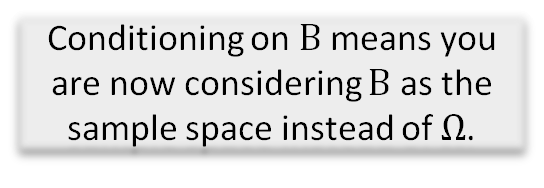 Conditioning on B means you
are now considering B as the
sample space instead of Ω.